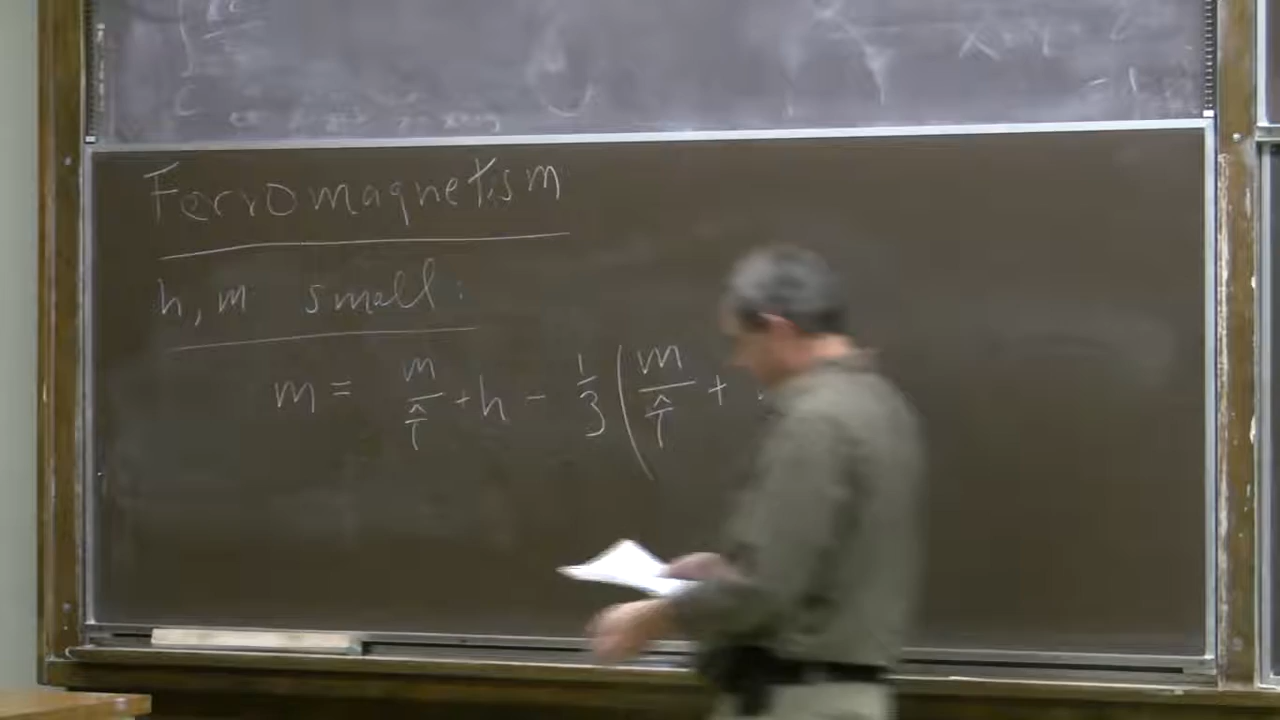 Ferromagnetism
h, m small:
m = m/T̂ + h - 1/3 (m/T̂ +